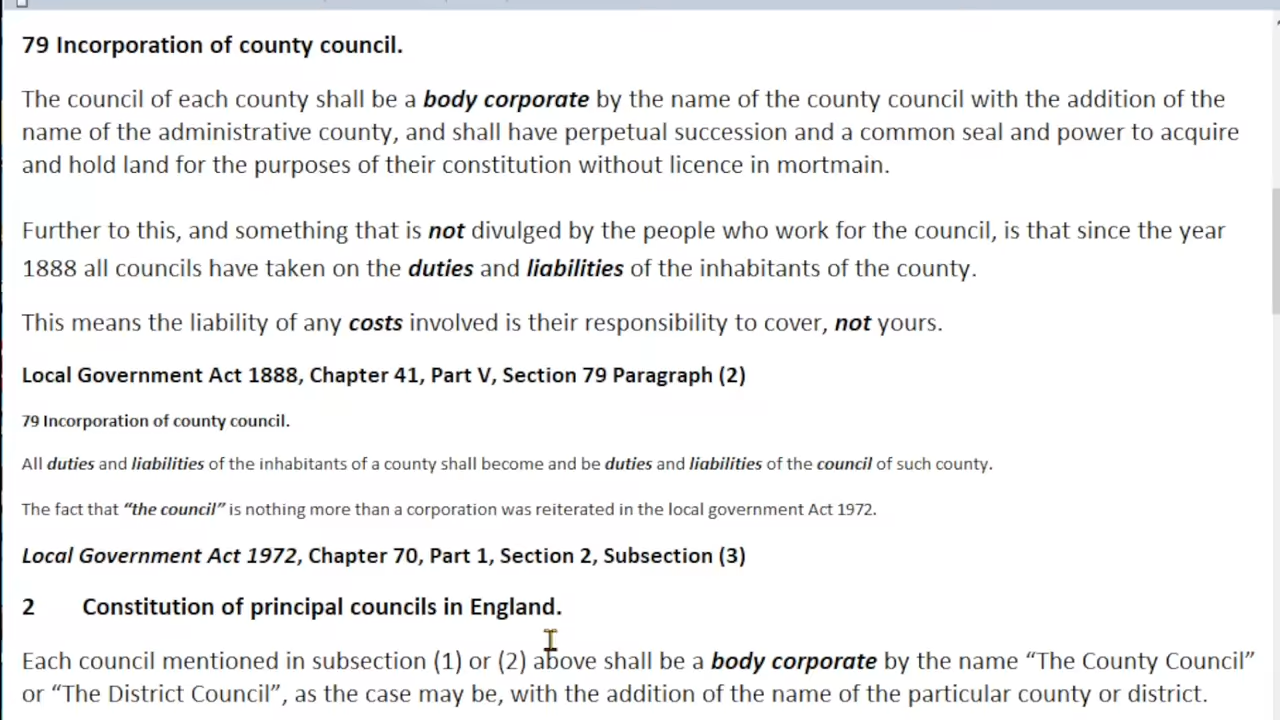 79 Incorporation of county council.
The council of each county shall be a body corporate by the name of the county council with the addition of the
name of the administrative county, and shall have perpetual succession and a common seal and power to acquire
and hold land for the purposes of their constitution without licence in mortmain.
Further to this, and something that is not divulged by the people who work for the council, is that since the year
1888 all councils have taken on the duties and liabilities of the inhabitants of the county.
This means the liability of any costs involved is their responsibility to cover, not yours.
Local Government Act 1888, Chapter 41, Part V, Section 79 Paragraph (2)
79 Incorporation of county council.
All duties and liabilities of the inhabitants of a county shall become and be duties and liabilities of the council of such county.
The fact that “the council” is nothing more than a corporation was reiterated in the local government Act 1972.
Local Government Act 1972, Chapter 70, Part 1, Section 2, Subsection (3)
2 Constitution of principal councils in England.
Each council mentioned in subsection (1) or (2) above shall be a body corporate by the name “The County Council”
or “The District Council”, as the case may be, with the addition of the name of the particular county or district.